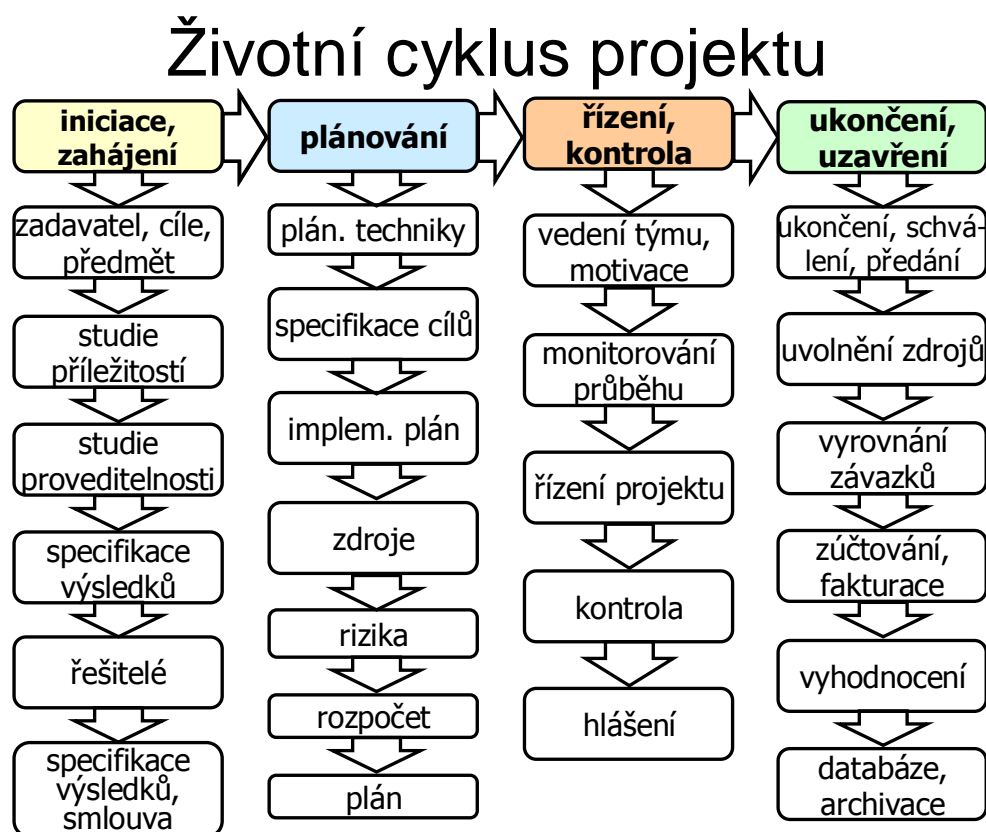 Životní cyklus projektu
iniciace,
zahájení
zadavatel, cíle,
předmět
studie
příležitostí
studie
proveditelnosti
specifikace
výsledků
řešitelé
specifikace
výsledků,
smlouva
plánování
plán. techniky
specifikace cílů
implem. plán
zdroje
rizika
rozpočet
plán
řízení,
kontrola
vedení týmu,
motivace
monitorování
průběhu
řízení projektu
kontrola
hlášení
ukončení,
uzavření
ukončení, schvá-
lení, předání
uvolnění zdrojů
vyrovnání
závazků
zúčtování,
fakturace
vyhodnocení
databáze,
archivace